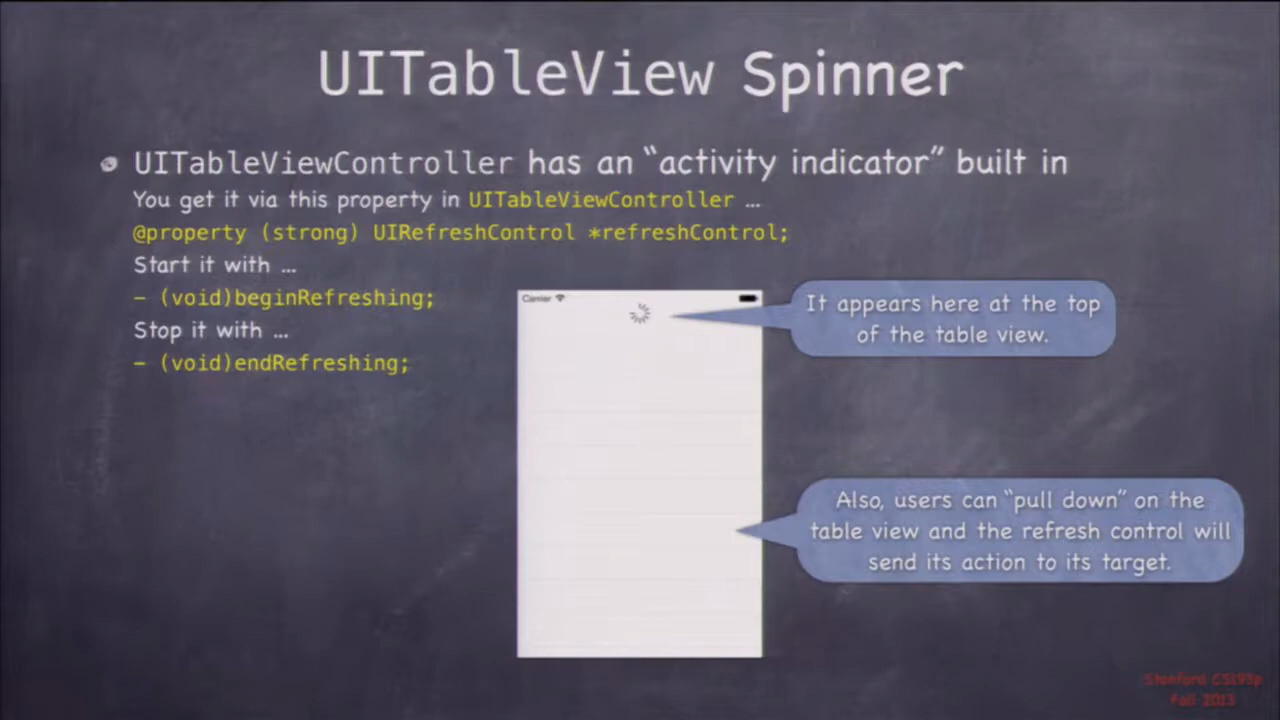 UITableView Spinner
UITableViewController has an “activity indicator” built in
You get it via this property in UITableViewController ...
@property (strong) UIRefreshControl *refreshControl;
Start it with ...
- (void)beginRefreshing;
Stop it with ...
- (void)endRefreshing;
Carrier
It appears here at the top
of the table view.
Also, users can “pull down” on the
table view and the refresh control will
send its action to its target.
Stanford CS193p
Fall 2013